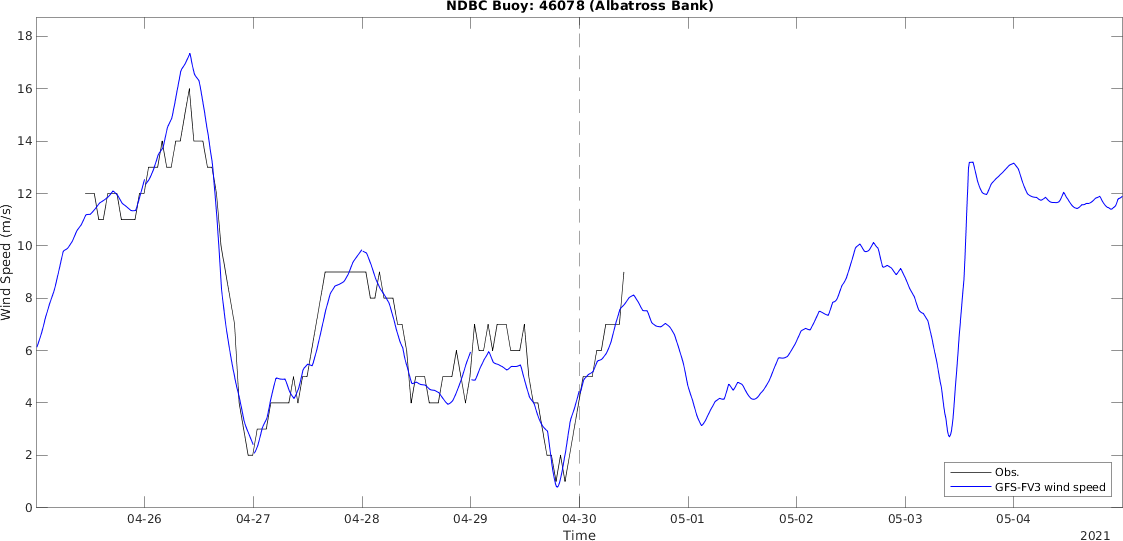 NDBC Buoy: 46078 (Albatross Bank)
18
16
14
12
10
8
6
4
2
0
Wind Speed (m/s)
Obs.
GFS-FV3 wind speed
04-26 04-27 04-28 04-29 04-30 05-01 05-02 05-03 05-04
Time
2021